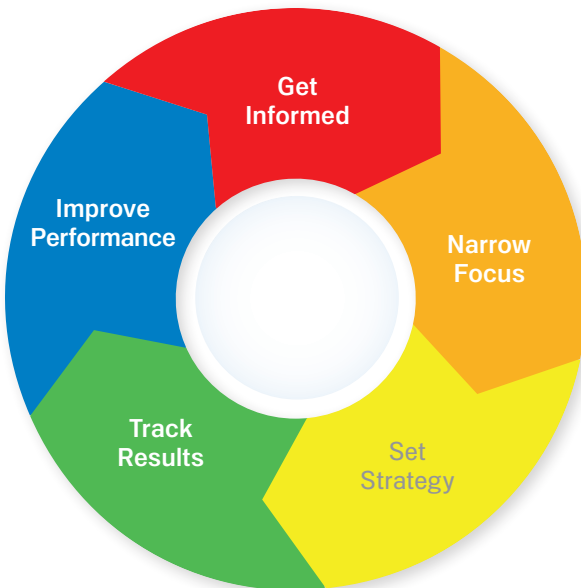 Get
Informed
Narrow
Focus
Set
Strategy
Track
Results
Improve
Performance